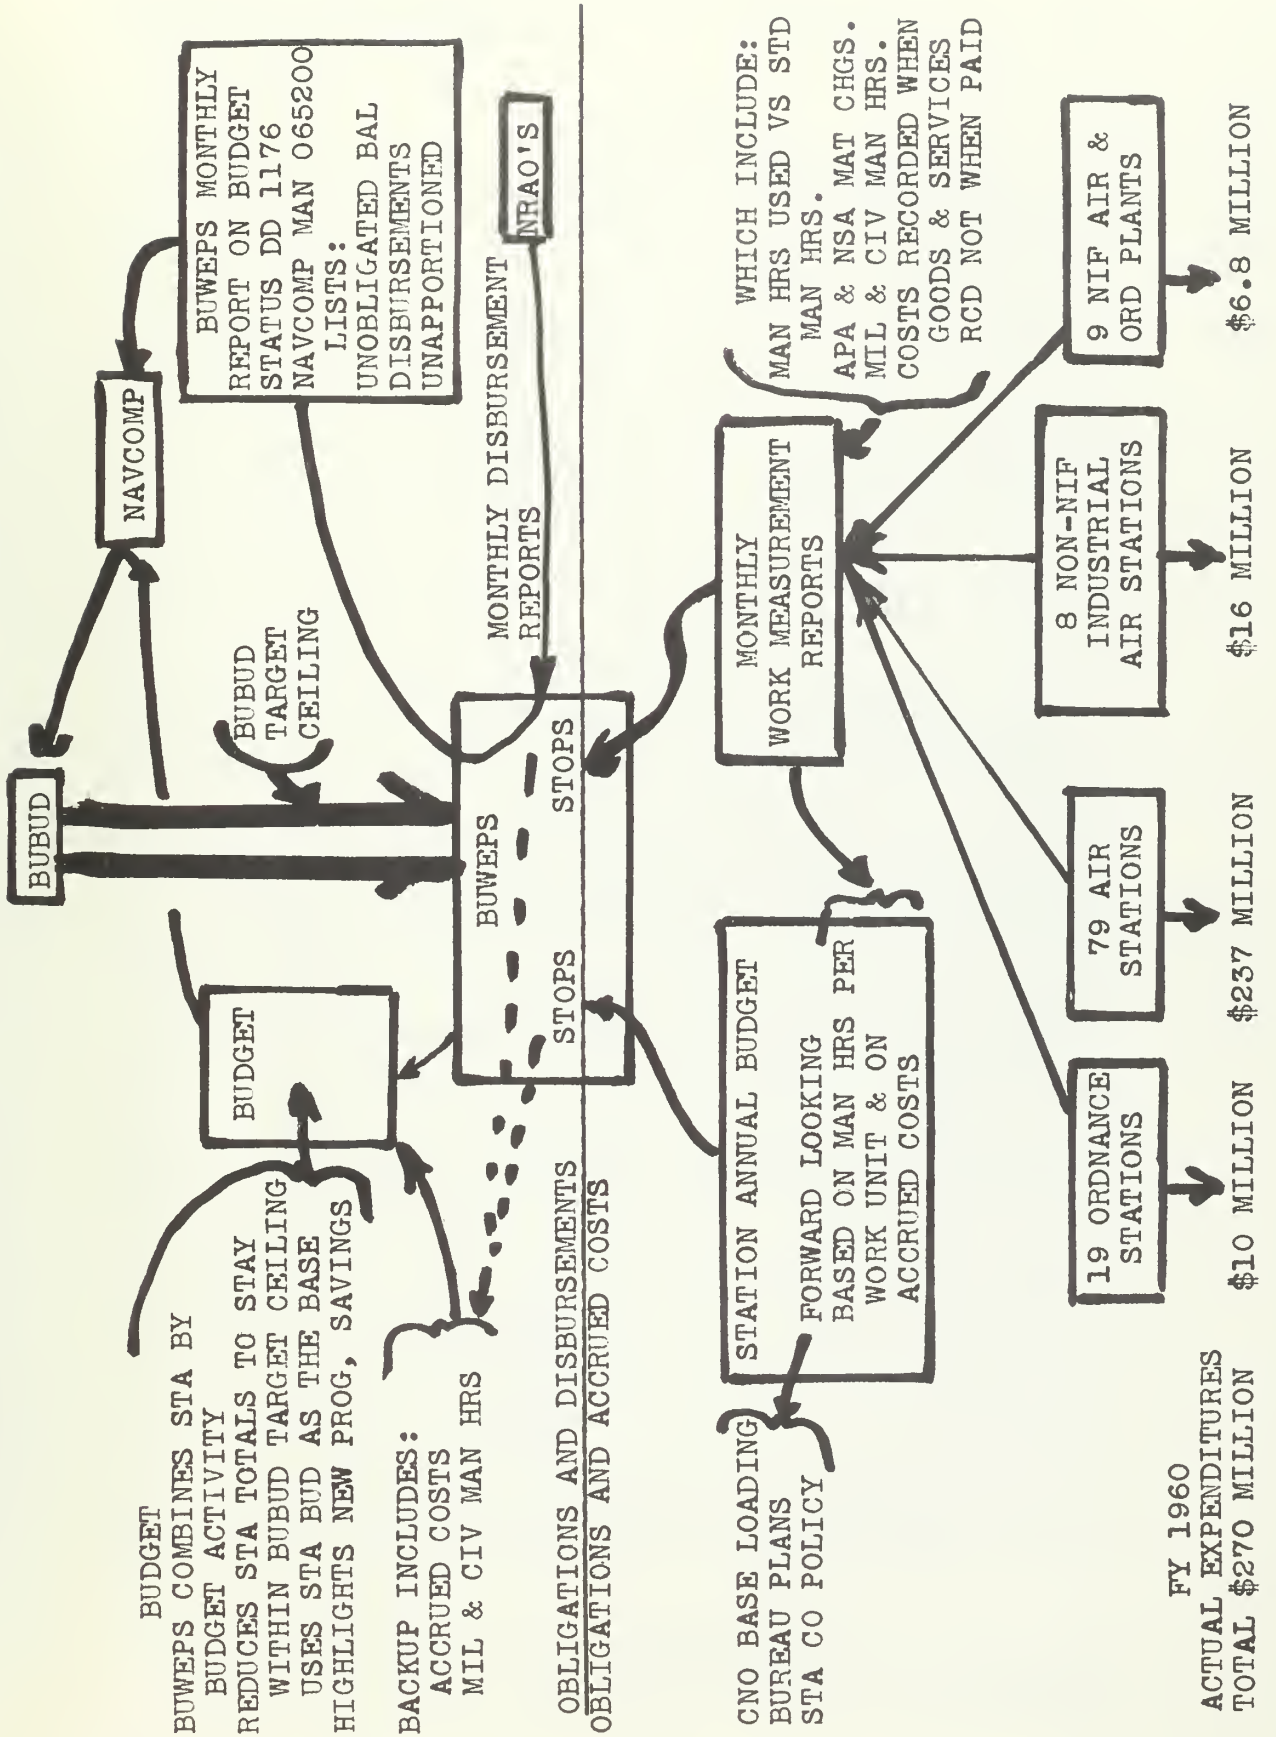 BUBUD
NAVCOMP
BUWEPS MONTHLY
REPORT ON BUDGET
STATUS DD 1176
NAVCOMP MAN 065200
LISTS:
UNOBLIGATED BAL
DISBURSEMENTS
UNAPPORTIONED
BUDGET
BUWEPS COMBINES STA BY
BUDGET ACTIVITY
REDUCES STA TOTALS TO STAY
WITHIN BUBUD TARGET CEILING
USES STA BUD AS THE BASE
HIGHLIGHTS NEW PROG, SAVINGS
BUDGET
BUBUD
TARGET
CEILING
BACKUP INCLUDES:
ACCRUED COSTS
MIL & CIV MAN HRS
BUWEPS
STOPS
STOPS
MONTHLY DISBURSEMENT
REPORTS
NRAO'S
OBLIGATIONS AND DISBURSEMENTS
OBLIGATIONS AND ACCRUED COSTS
CNO BASE LOADING
BUREAU PLANS
STA CO POLICY
STATION ANNUAL BUDGET
FORWARD LOOKING
BASED ON MAN HRS PER
WORK UNIT & ON
ACCRUED COSTS
MONTHLY
WORK MEASUREMENT
REPORTS
WHICH INCLUDE:
MAN HRS USED VS STD
MAN HRS.
APA & NSA MAT CHGS.
MIL & CIV MAN HRS.
COSTS RECORDED WHEN
GOODS & SERVICES
RCD NOT WHEN PAID
19 ORDNANCE
STATIONS
79 AIR
STATIONS
8 NON-NIF
INDUSTRIAL
AIR STATIONS
9 NIF AIR &
ORD PLANTS
FY 1960
ACTUAL EXPENDITURES
TOTAL $270 MILLION
$10 MILLION
$237 MILLION
$16 MILLION
$6.8 MILLION